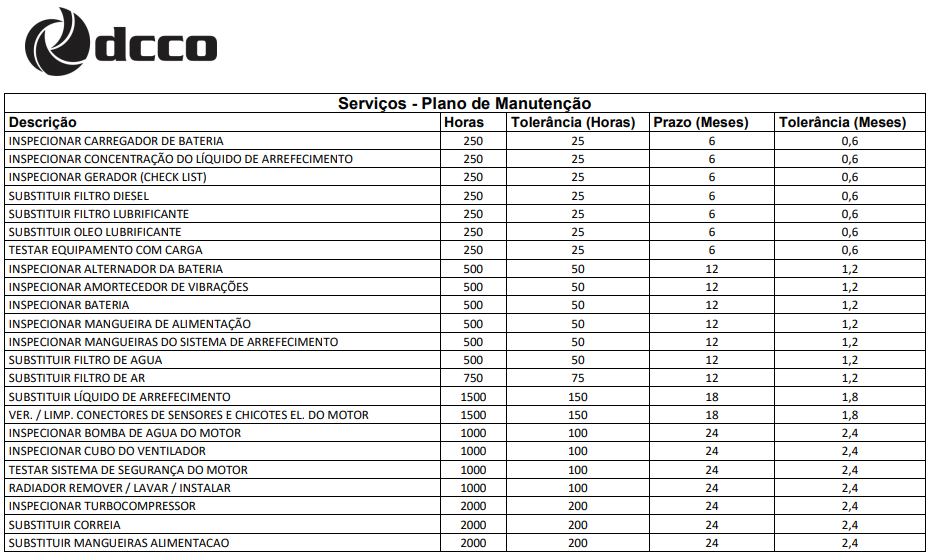 dcco
Serviços - Plano de Manutenção
Descrição Horas Tolerância (Horas) Prazo (Meses) Tolerância (Meses)
INSPECIONAR CARREGADOR DE BATERIA 250 25 6 0,6
INSPECIONAR CONCENTRAÇÃO DO LÍQUIDO DE ARREFECIMENTO 250 25 6 0,6
INSPECIONAR GERADOR (CHECK LIST) 250 25 6 0,6
SUBSTITUIR FILTRO DIESEL 250 25 6 0,6
SUBSTITUIR FILTRO LUBRIFICANTE 250 25 6 0,6
SUBSTITUIR OLEO LUBRIFICANTE 250 25 6 0,6
TESTAR EQUIPAMENTO COM CARGA 250 25 6 0,6
INSPECIONAR ALTERNADOR DA BATERIA 500 50 12 1,2
INSPECIONAR AMORTECEDOR DE VIBRAÇÕES 500 50 12 1,2
INSPECIONAR BATERIA 500 50 12 1,2
INSPECIONAR MANGUEIRA DE ALIMENTAÇÃO 500 50 12 1,2
INSPECIONAR MANGUEIRAS DO SISTEMA DE ARREFECIMENTO 500 50 12 1,2
SUBSTITUIR FILTRO DE AGUA 500 50 12 1,2
SUBSTITUIR FILTRO DE AR 750 75 12 1,2
SUBSTITUIR LÍQUIDO DE ARREFECIMENTO 1500 150 18 1,8
VER. / LIMP. CONECTORES DE SENSORES E CHICOTES EL. DO MOTOR 1500 150 18 1,8
INSPECIONAR BOMBA DE AGUA DO MOTOR 1000 100 24 2,4
INSPECIONAR CUBO DO VENTILADOR 1000 100 24 2,4
TESTAR SISTEMA DE SEGURANÇA DO MOTOR 1000 100 24 2,4
RADIADOR REMOVER / LAVAR / INSTALAR 1000 100 24 2,4
INSPECIONAR TURBOCOMPRESSOR 2000 200 24 2,4
SUBSTITUIR CORREIA 2000 200 24 2,4
SUBSTITUIR MANGUEIRAS ALIMENTACAO 2000 200 24 2,4